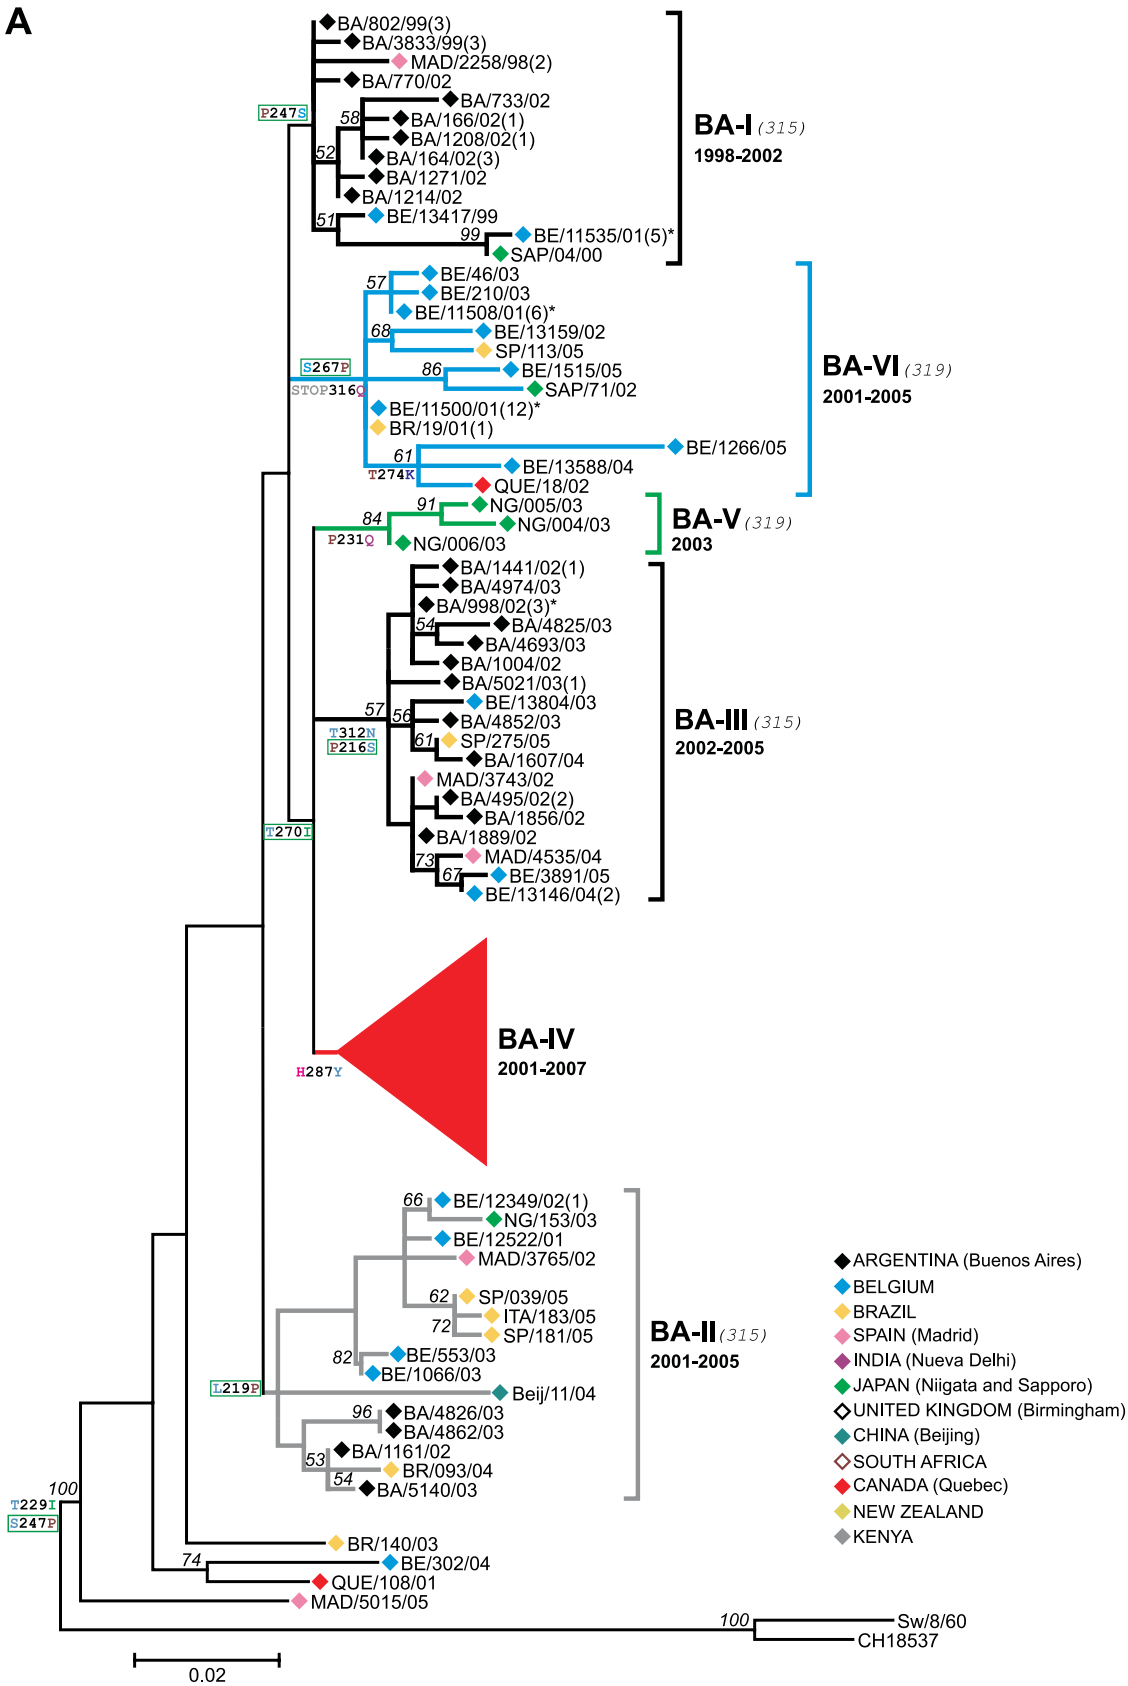 A
BA/802/99(3)
BA/3833/99(3)
MAD/2258/98(2)
BA/770/02
BA/733/02
P247S
58
BA/166/02(1)
BA/1208/02(1)
BA-I (315)
52
BA/164/02(3)
1998-2002
BA/1271/02
BA/1214/02
51
BE/13417/99
99
BE/11535/01(5)*
SAP/04/00
57
BE/46/03
BE/210/03
BE/11508/01(6)*
68
BE/13159/02
SP/113/05
S267P
86
BE/1515/05
BA-VI (319)
STOP316Q
SAP/71/02
2001-2005
BE/11500/01(12)*
BR/19/01(1)
BE/1266/05
61
BE/13588/04
T274K
QUE/18/02
91
NG/005/03
84
NG/004/03
BA-V (319)
P231Q
NG/006/03
2003
BA/1441/02(1)
BA/4974/03
BA/998/02(3)*
54
BA/4825/03
BA/4693/03
BA/1004/02
BA/5021/03(1)
57
BE/13804/03
56
BA/4852/03
BA-III (315)
T312N
61
SP/275/05
2002-2005
P216S
BA/1607/04
MAD/3743/02
BA/495/02(2)
BA/1856/02
T270I
BA/1889/02
73
MAD/4535/04
67
BE/3891/05
BE/13146/04(2)
BA-IV
2001-2007
H287Y
66
BE/12349/02(1)
NG/153/03
BE/12522/01
MAD/3765/02
62
SP/039/05
ITA/183/05
72
SP/181/05
BA-II (315)
82
BE/553/03
2001-2005
BE/1066/03
L219P
Beij/11/04
96
BA/4826/03
BA/4862/03
BA/1161/02
53
BR/093/04
54
BA/5140/03
ARGENTINA (Buenos Aires)
BELGIUM
BRAZIL
SPAIN (Madrid)
INDIA (Nueva Delhi)
JAPAN (Niigata and Sapporo)
UNITED KINGDOM (Birmingham)
CHINA (Beijing)
SOUTH AFRICA
CANADA (Quebec)
NEW ZEALAND
KENYA
100
T229I
S247P
BR/140/03
74
BE/302/04
QUE/108/01
MAD/5015/05
100
Sw/8/60
CH18537
0.02